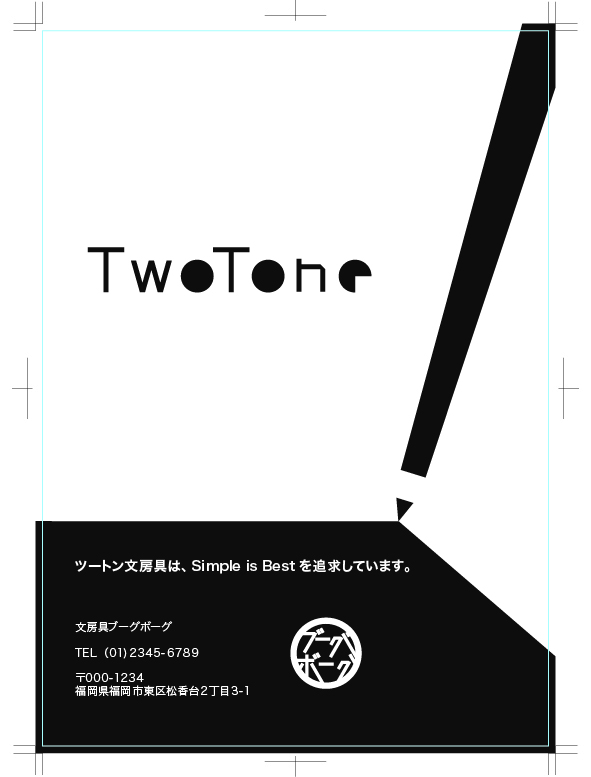 TwoTone
ツートン文房具は、Simple is Best を追求しています。
文房具ブーグボーグ
TEL (01)2345-6789
〒000-1234
福岡県福岡市東区松香台2丁目3-1
ブーグ
ボーグ